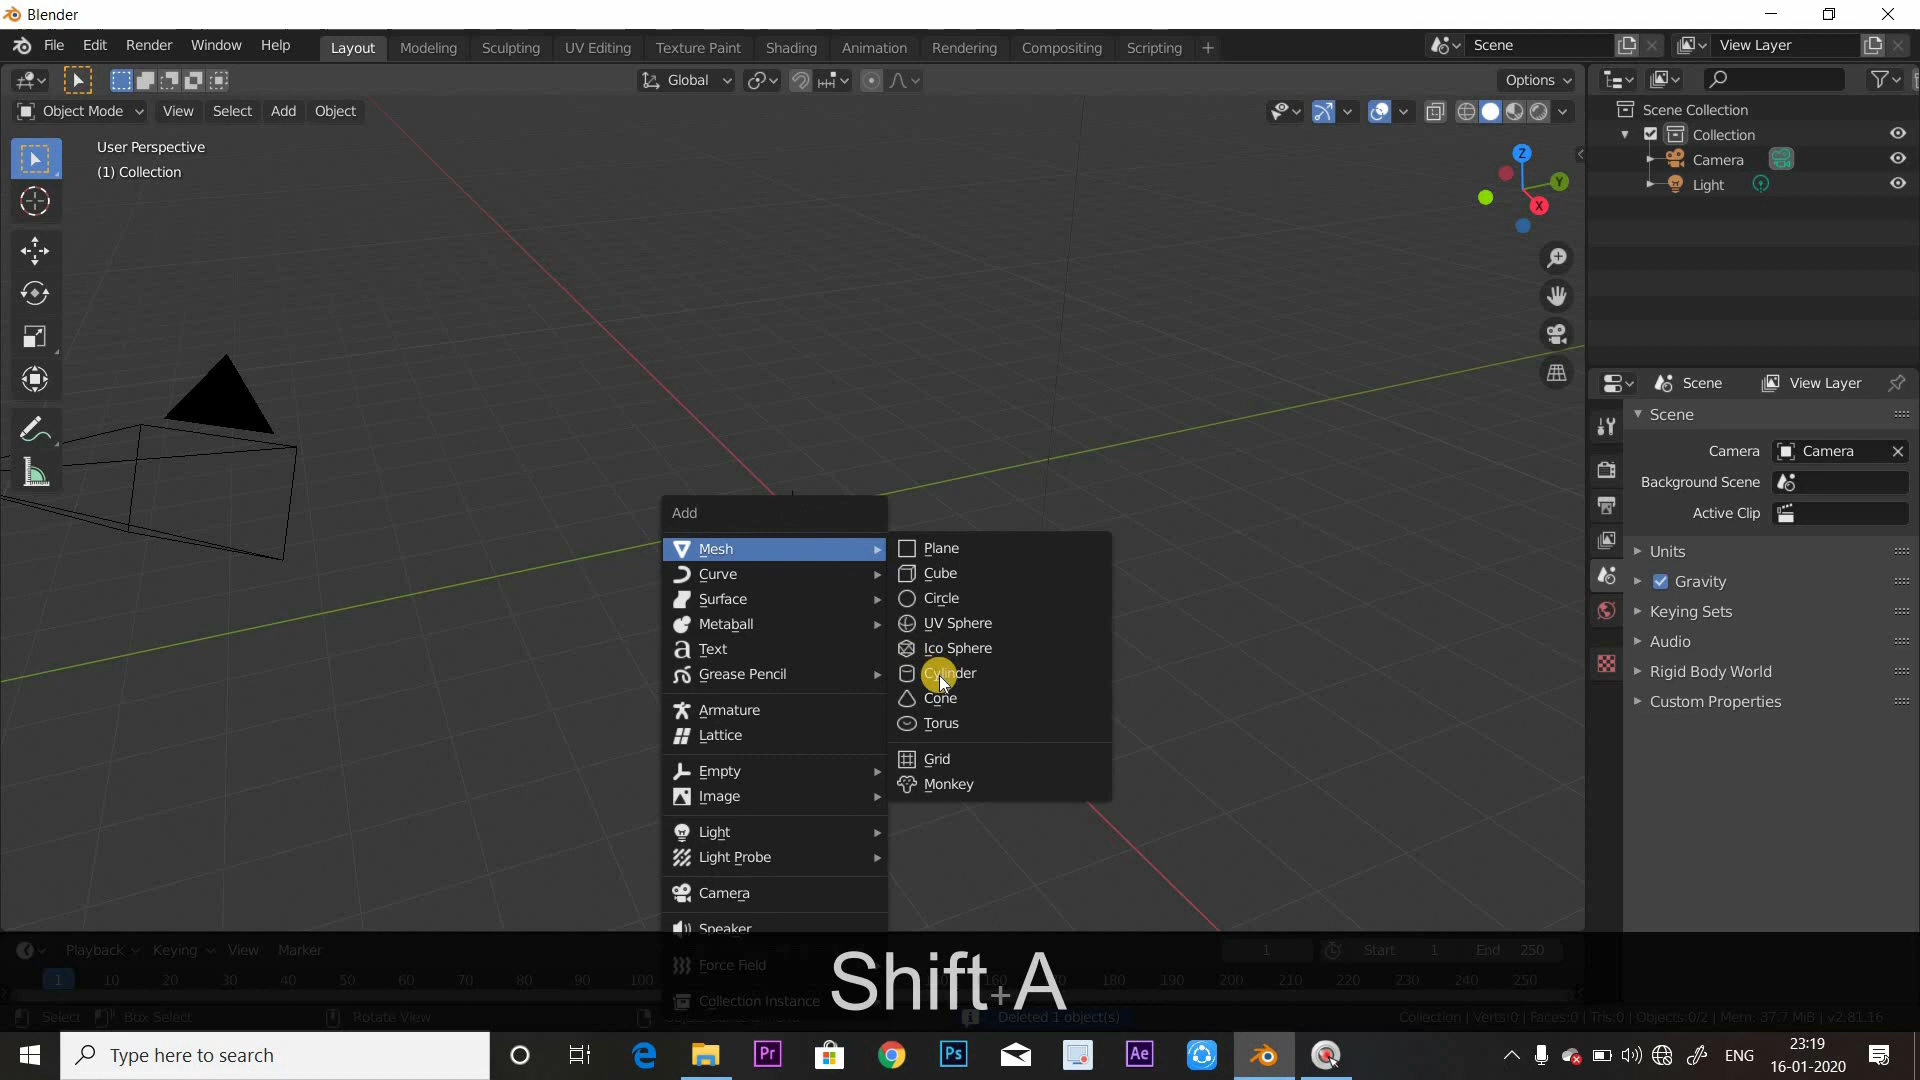 Blender
File Edit Render Window Help Layout Modeling Sculpting UV Editing Texture Paint Shading Animation Rendering Compositing Scripting + Scene View Layer
Global Options
Object Mode View Select Add Object
User Perspective
(1) Collection
Z
Y
X
Scene Collection
Collection
Camera
Light
Scene View Layer
Scene
Camera Camera
Background Scene
Active Clip
Units
Gravity
Keying Sets
Audio
Rigid Body World
Custom Properties
Add
Mesh
Curve
Surface
Metaball
Text
Grease Pencil
Armature
Lattice
Empty
Image
Light
Light Probe
Camera
Speaker
Force Field
Collection Instance
Plane
Cube
Circle
UV Sphere
Ico Sphere
Cylinder
Cone
Torus
Grid
Monkey
Playback Keying View Marker 1 Start 1 End 250
1 10 20 30 40 50 60 70 80 90 100 160 180 190 200 210 220 230 240 250
Shift+A
Select Box Select Rotate View Deleted 1 object(s) Collection | Verts:0 | Faces:0 | Tris:0 | Objects:0/2 | Mem: 37.7 MiB | v2.81.16
Type here to search Pr Ps Ae ENG
23:19
16-01-2020